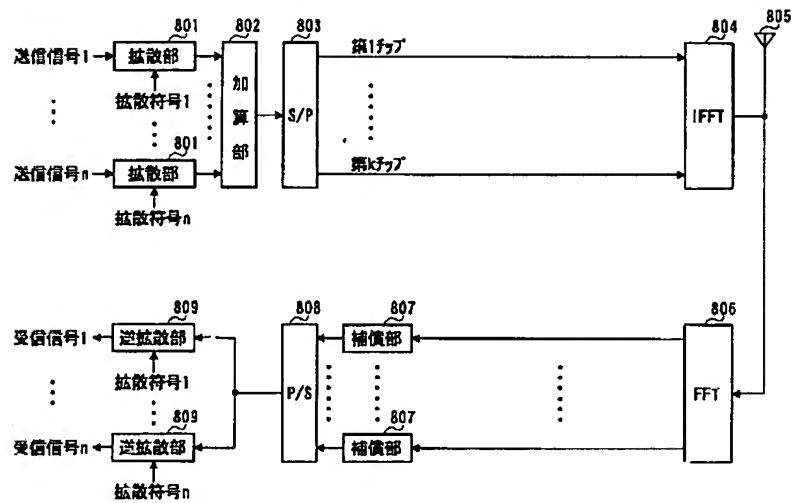 801 802 803 804 805
送信信号1 拡散部 加算部 S/P 第1チップ IFFT
拡散符号1
801
送信信号n 拡散部 第kチップ
拡散符号n
809 808 807 806
受信信号1 逆拡散部 P/S 補償部 FFT
拡散符号1
809 807
受信信号n 逆拡散部 補償部
拡散符号n